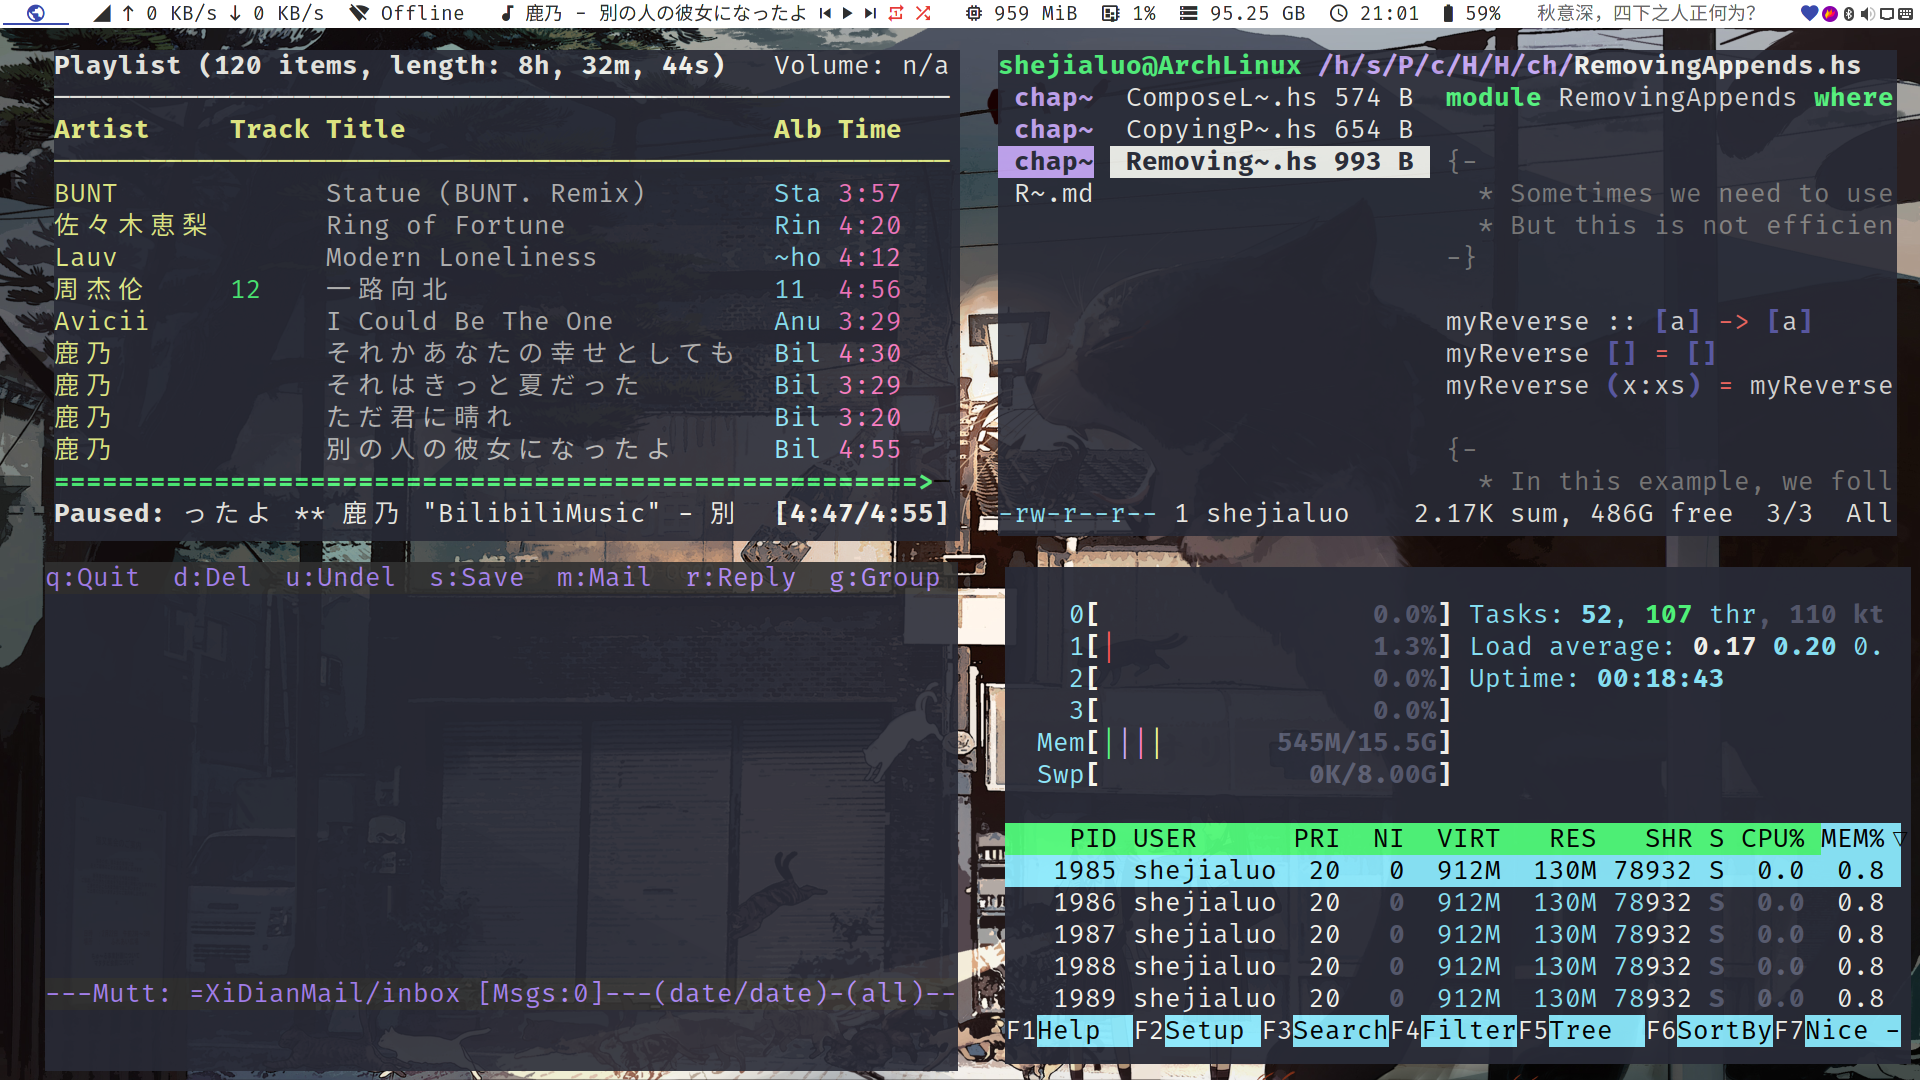 ↑ 0 KB/s ↓ 0 KB/s Offline 鹿乃 - 別の人の彼女になったよ 959 MiB 1% 95.25 GB 21:01 59% 秋意深，四下之人正何为?
Playlist (120 items, length: 8h, 32m, 44s) Volume: n/a
Artist Track Title Alb Time
BUNT Statue (BUNT. Remix) Sta 3:57
佐々木恵梨 Ring of Fortune Rin 4:20
Lauv Modern Loneliness ~ho 4:12
周杰伦 12 一路向北 11 4:56
Avicii I Could Be The One Anu 3:29
鹿乃 それがあなたの幸せとしても Bil 4:30
鹿乃 それはきっと夏だった Bil 3:29
鹿乃 ただ君に晴れ Bil 3:20
鹿乃 別の人の彼女になったよ Bil 4:55
======================================================>
Paused: ったよ ** 鹿乃 "BilibiliMusic" - 別 [4:47/4:55]
shejialuo@ArchLinux /h/s/P/c/H/H/ch/RemovingAppends.hs
chap~ ComposeL~.hs 574 B module RemovingAppends where
chap~ CopyingP~.hs 654 B
chap~ Removing~.hs 993 B {-
R~.md * Sometimes we need to use
* But this is not efficien
-}
myReverse :: [a] -> [a]
myReverse [] = []
myReverse (x:xs) = myReverse
{-
* In this example, we foll
-rw-r--r-- 1 shejialuo 2.17K sum, 486G free 3/3 All
q:Quit d:Del u:Undel s:Save m:Mail r:Reply g:Group
---Mutt: =XiDianMail/inbox [Msgs:0]---(date/date)-(all)--
0[ 0.0%] Tasks: 52, 107 thr, 110 kt
1[| 1.3%] Load average: 0.17 0.20 0.
2[ 0.0%] Uptime: 00:18:43
3[ 0.0%]
Mem[|||| 545M/15.5G]
Swp[ 0K/8.00G]
PID USER PRI NI VIRT RES SHR S CPU% MEM%▽
1985 shejialuo 20 0 912M 130M 78932 S 0.0 0.8
1986 shejialuo 20 0 912M 130M 78932 S 0.0 0.8
1987 shejialuo 20 0 912M 130M 78932 S 0.0 0.8
1988 shejialuo 20 0 912M 130M 78932 S 0.0 0.8
1989 shejialuo 20 0 912M 130M 78932 S 0.0 0.8
F1Help F2Setup F3SearchF4FilterF5Tree F6SortByF7Nice -